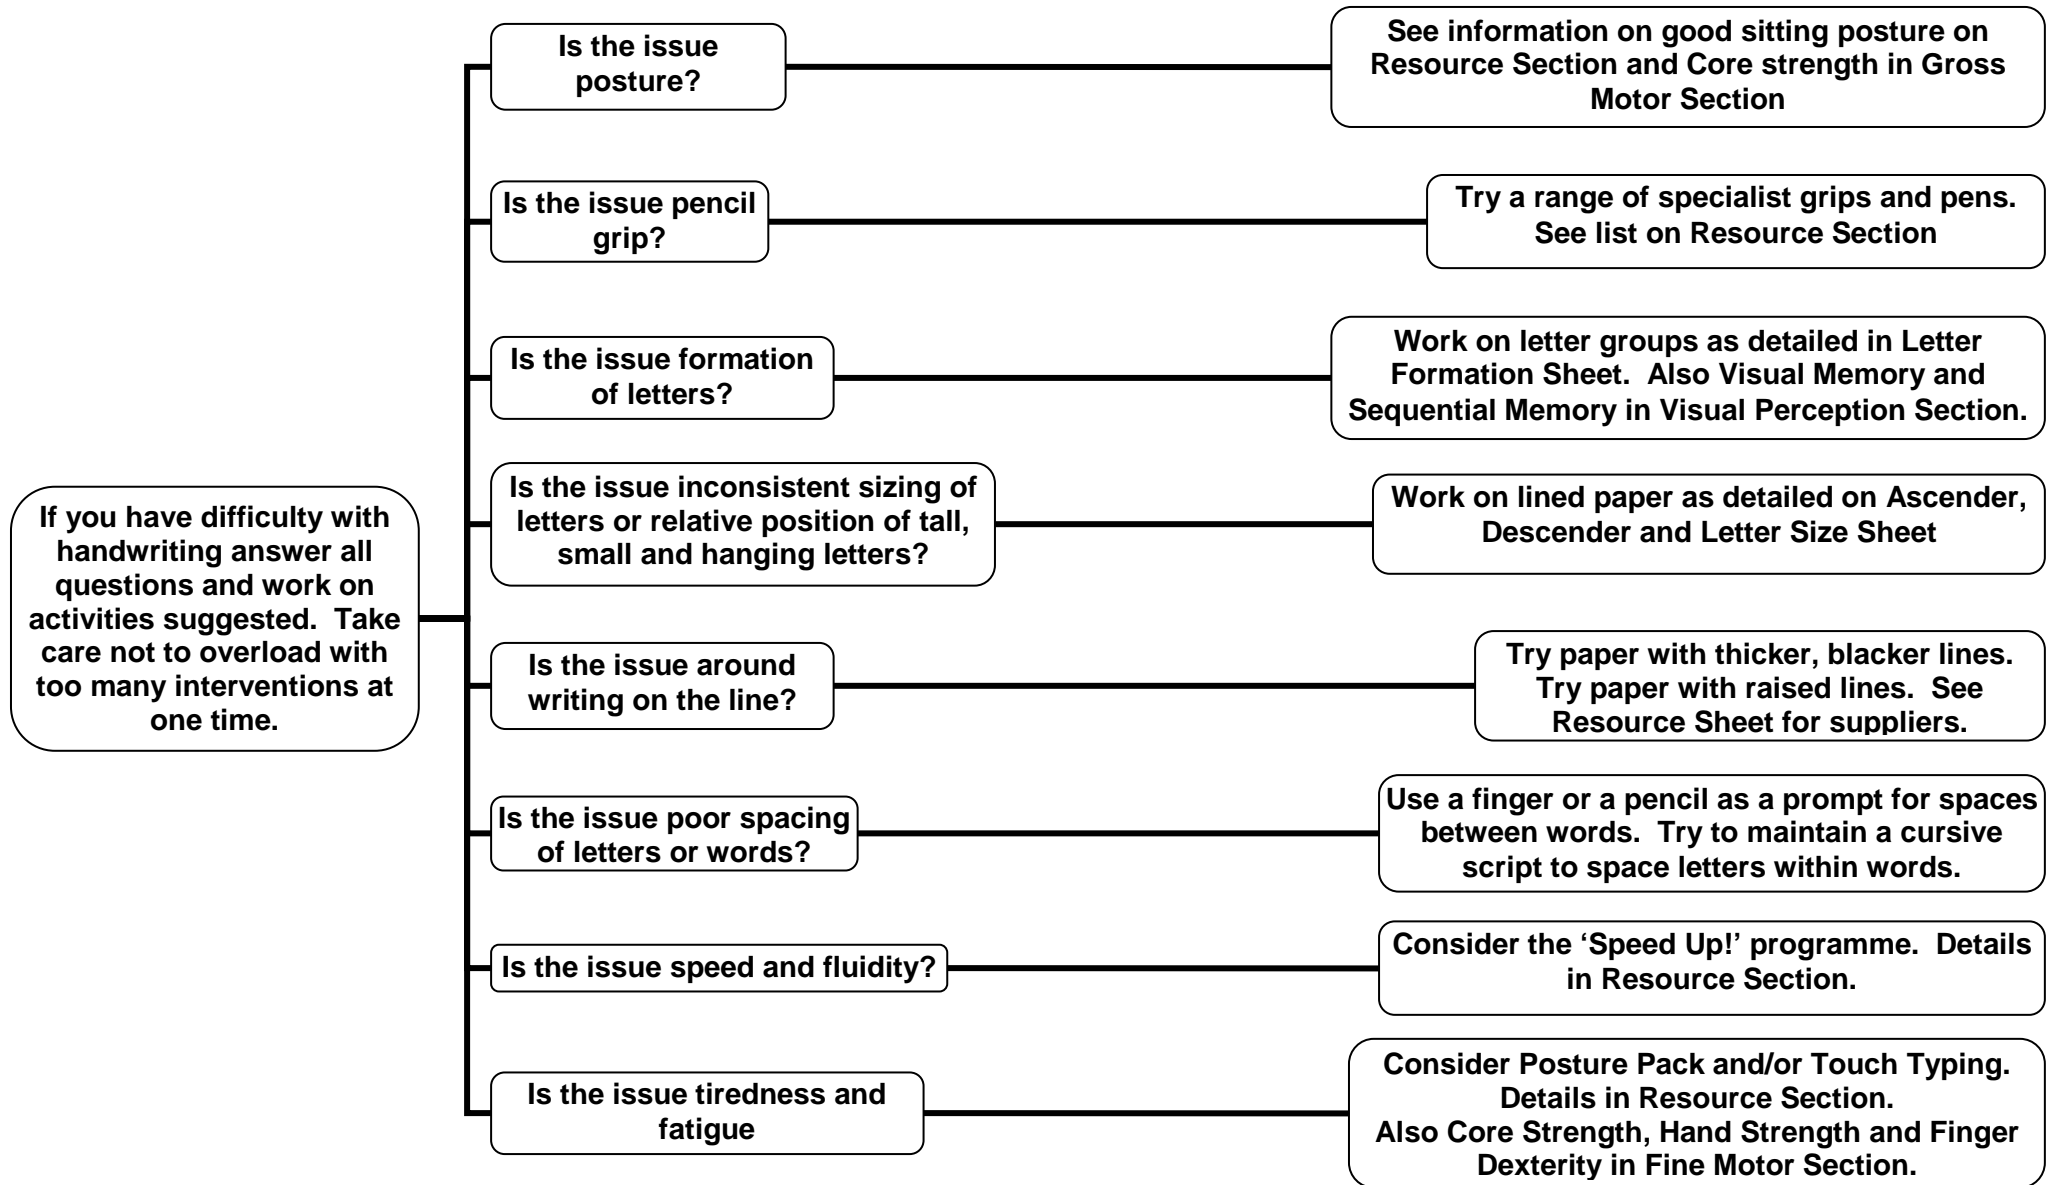 If you have difficulty with
handwriting answer all
questions and work on
activities suggested.  Take
care not to overload with
too many interventions at
one time.
Is the issue
posture?
See information on good sitting posture on
Resource Section and Core strength in Gross
Motor Section
Is the issue pencil
grip?
Try a range of specialist grips and pens.
See list on Resource Section
Is the issue formation
of letters?
Work on letter groups as detailed in Letter
Formation Sheet.  Also Visual Memory and
Sequential Memory in Visual Perception Section.
Is the issue inconsistent sizing of
letters or relative position of tall,
small and hanging letters?
Work on lined paper as detailed on Ascender,
Descender and Letter Size Sheet
Is the issue around
writing on the line?
Try paper with thicker, blacker lines.
Try paper with raised lines.  See
Resource Sheet for suppliers.
Is the issue poor spacing
of letters or words?
Use a finger or a pencil as a prompt for spaces
between words.  Try to maintain a cursive
script to space letters within words.
Is the issue speed and fluidity?
Consider the ‘Speed Up!’ programme.  Details
in Resource Section.
Is the issue tiredness and
fatigue
Consider Posture Pack and/or Touch Typing.
Details in Resource Section.
Also Core Strength, Hand Strength and Finger
Dexterity in Fine Motor Section.